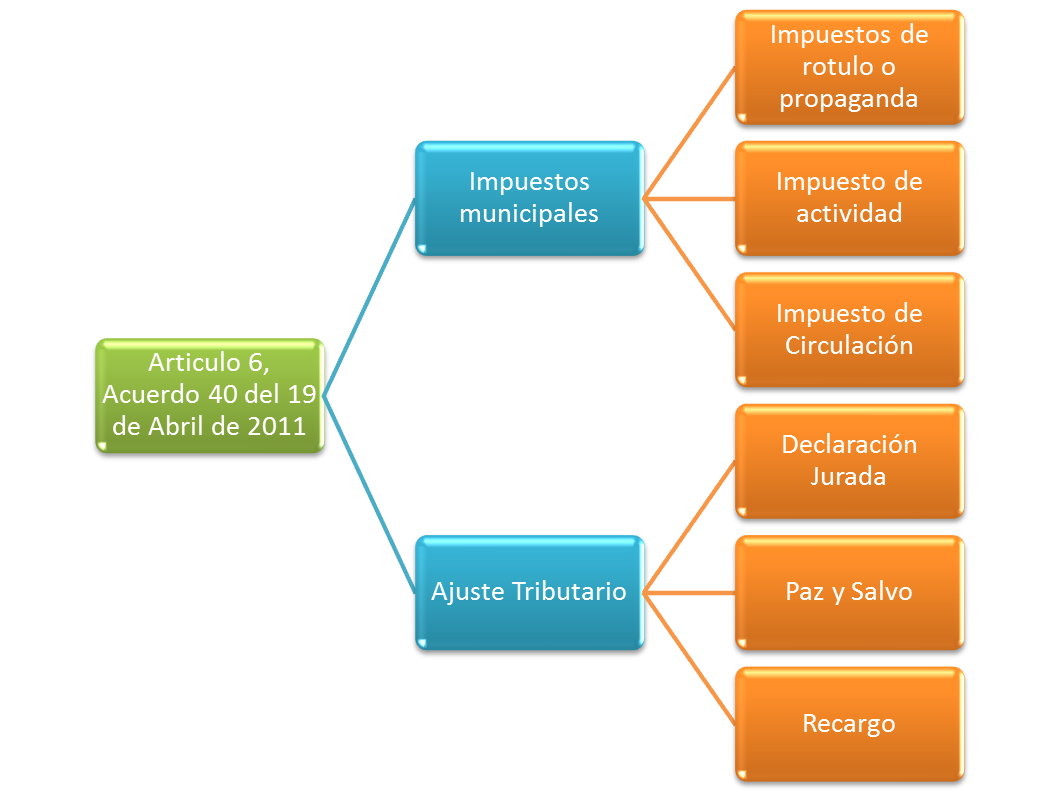 Articulo 6,
Acuerdo 40 del 19
de Abril de 2011
Impuestos
municipales
Impuestos de
rotulo o
propaganda
Impuesto de
actividad
Impuesto de
Circulación
Ajuste Tributario
Declaración
Jurada
Paz y Salvo
Recargo